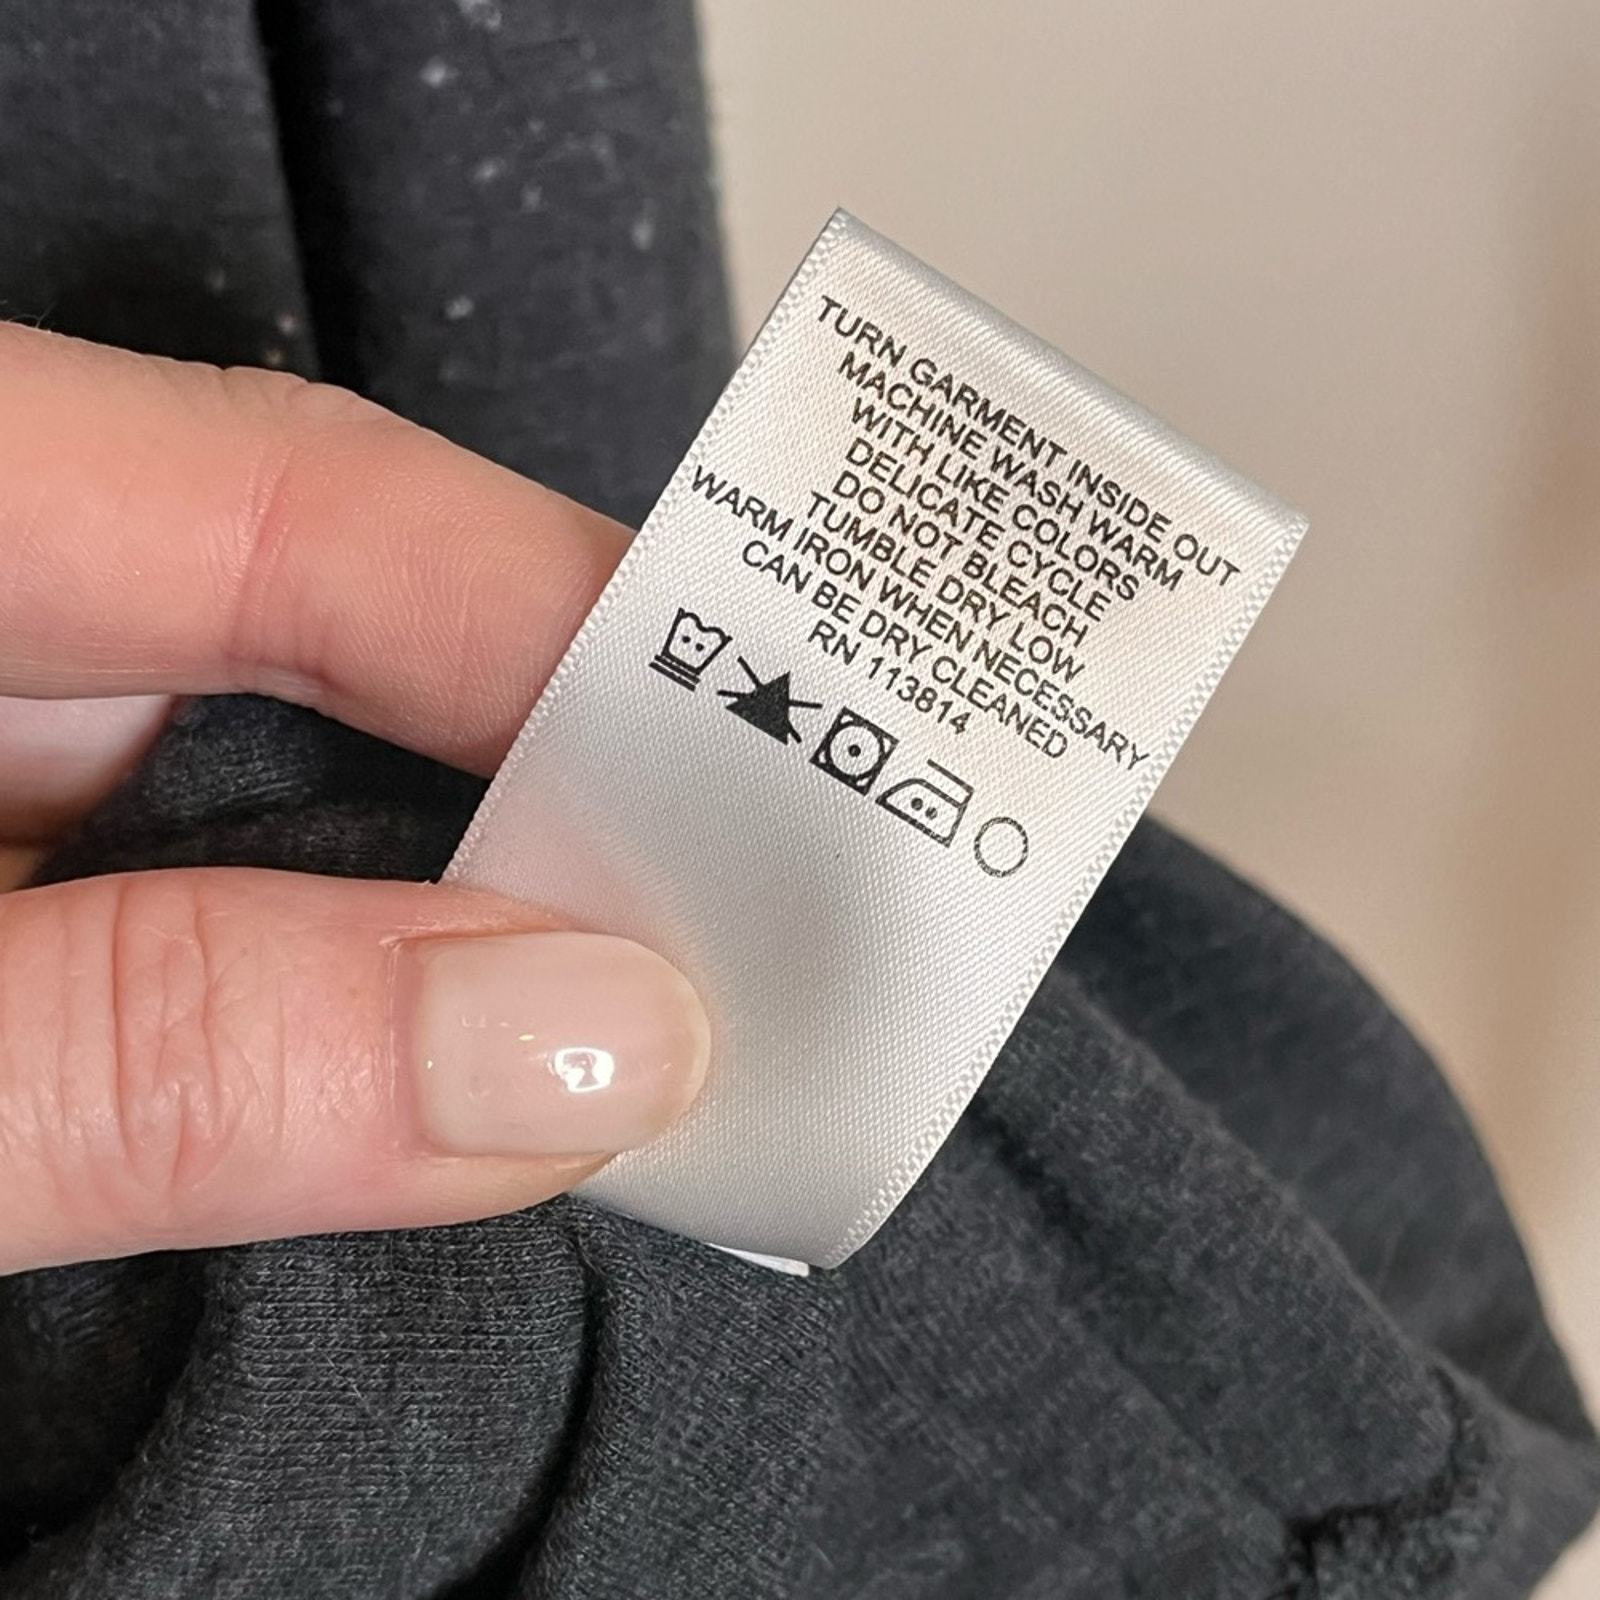 TURN GARMENT INSIDE OUT
MACHINE WASH WARM
WITH LIKE COLORS
DELICATE CYCLE
DO NOT BLEACH
TUMBLE DRY LOW
WARM IRON WHEN NECESSARY
CAN BE DRY CLEANED
RN 113814